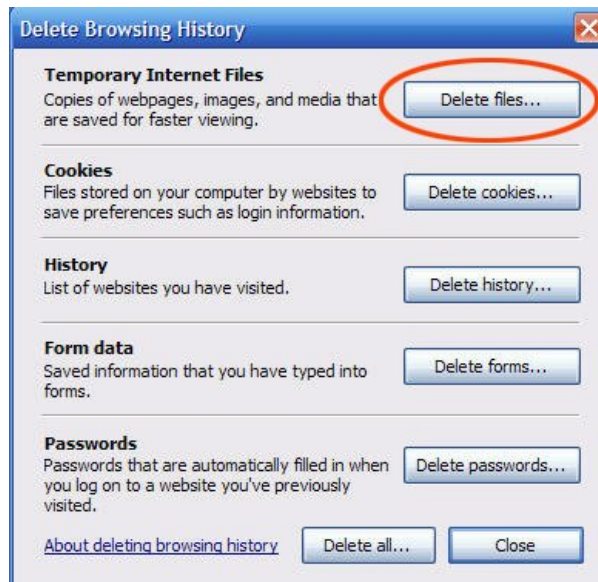 Delete Browsing History
Temporary Internet Files
Copies of webpages, images, and media that
are saved for faster viewing.
Delete files...
Cookies
Files stored on your computer by websites to
save preferences such as login information.
Delete cookies...
History
List of websites you have visited.
Delete history...
Form data
Saved information that you have typed into
forms.
Delete forms...
Passwords
Passwords that are automatically filled in when
you log on to a website you've previously
visited.
Delete passwords...
About deleting browsing history
Delete all...
Close